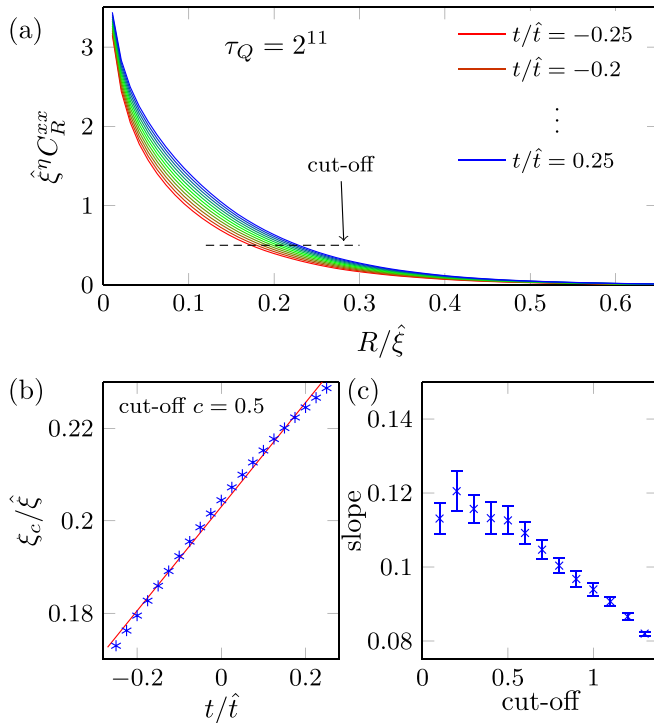 (a)
τ_Q = 2^11
t/t̂ = −0.25
t/t̂ = −0.2
⋮
t/t̂ = 0.25
cut-off
ξ̂^η C_R^xx
3
2
1
0
0 0.1 0.2 0.3 0.4 0.5 0.6
R/ξ̂
(b)
cut-off c = 0.5
ξ_c/ξ̂
0.22
0.2
0.18
−0.2 0 0.2
t/t̂
(c)
slope
0.14
0.12
0.1
0.08
0 0.5 1
cut-off